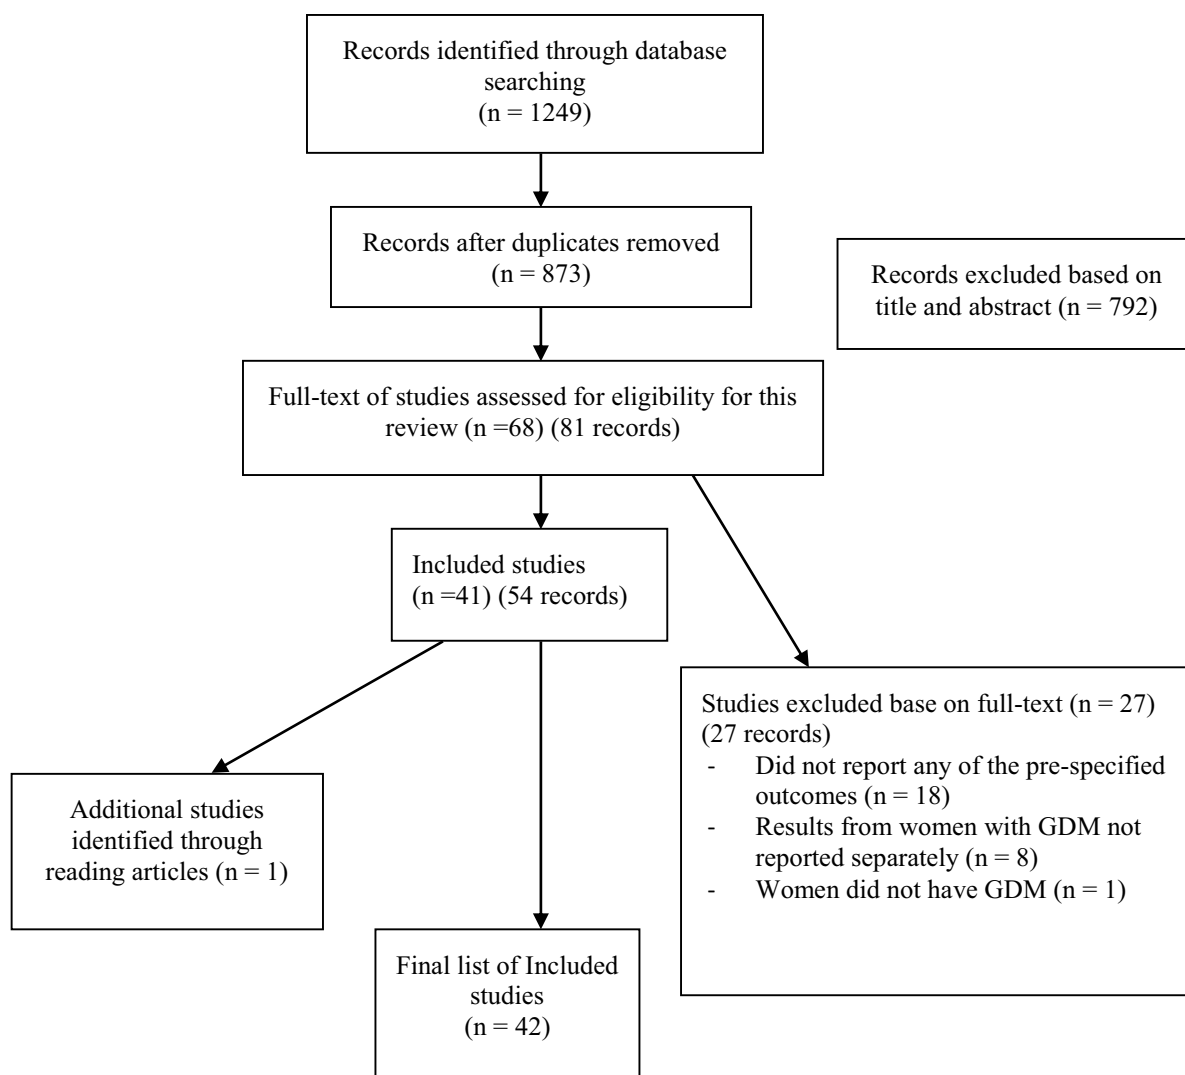 Records identified through database
searching
(n = 1249)
Records after duplicates removed
(n = 873)
Records excluded based on
title and abstract (n = 792)
Full-text of studies assessed for eligibility for this
review (n =68) (81 records)
Included studies
(n =41) (54 records)
Studies excluded base on full-text (n = 27)
(27 records)
- Did not report any of the pre-specified
outcomes (n = 18)
- Results from women with GDM not
reported separately (n = 8)
- Women did not have GDM (n = 1)
Additional studies
identified through
reading articles (n = 1)
Final list of Included
studies
(n = 42)